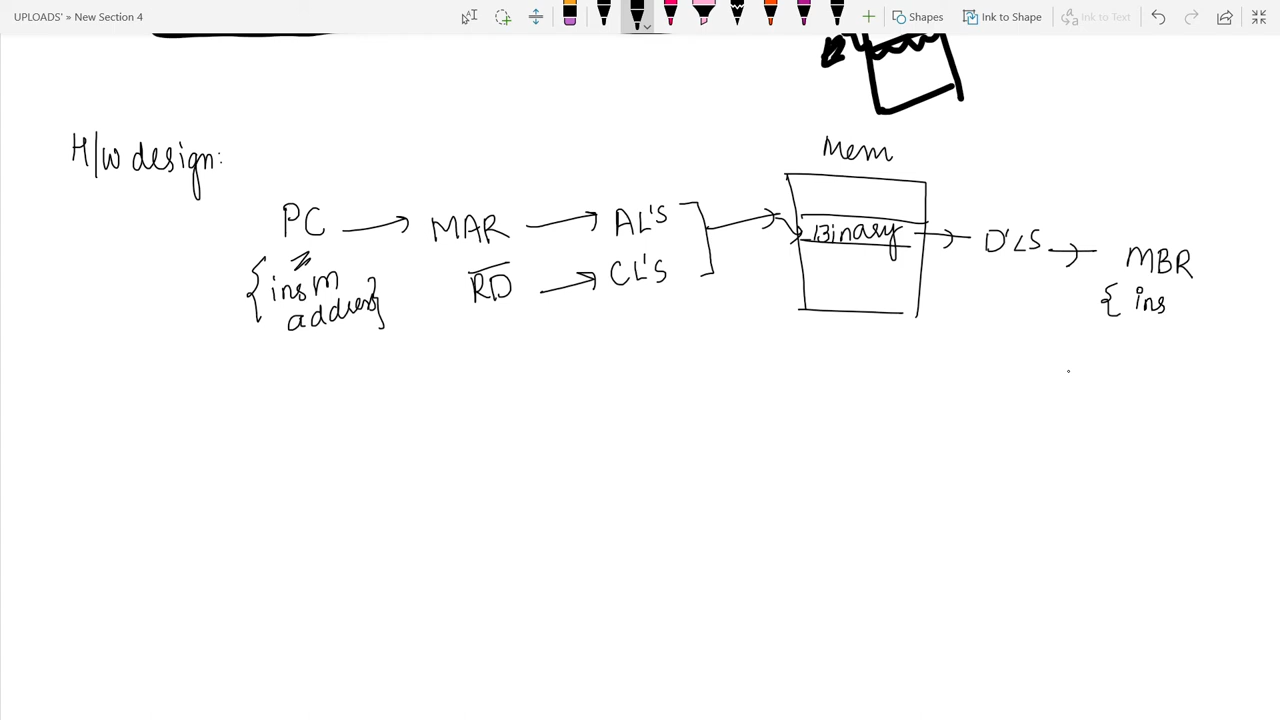 UPLOADS' » New Section 4
Shapes
Ink to Shape
Ink to Text
H/w design:
Mem
PC → MAR → AL'S
Binary → D'LS → MBR
RD → CL'S
{insm
address}
{ ins